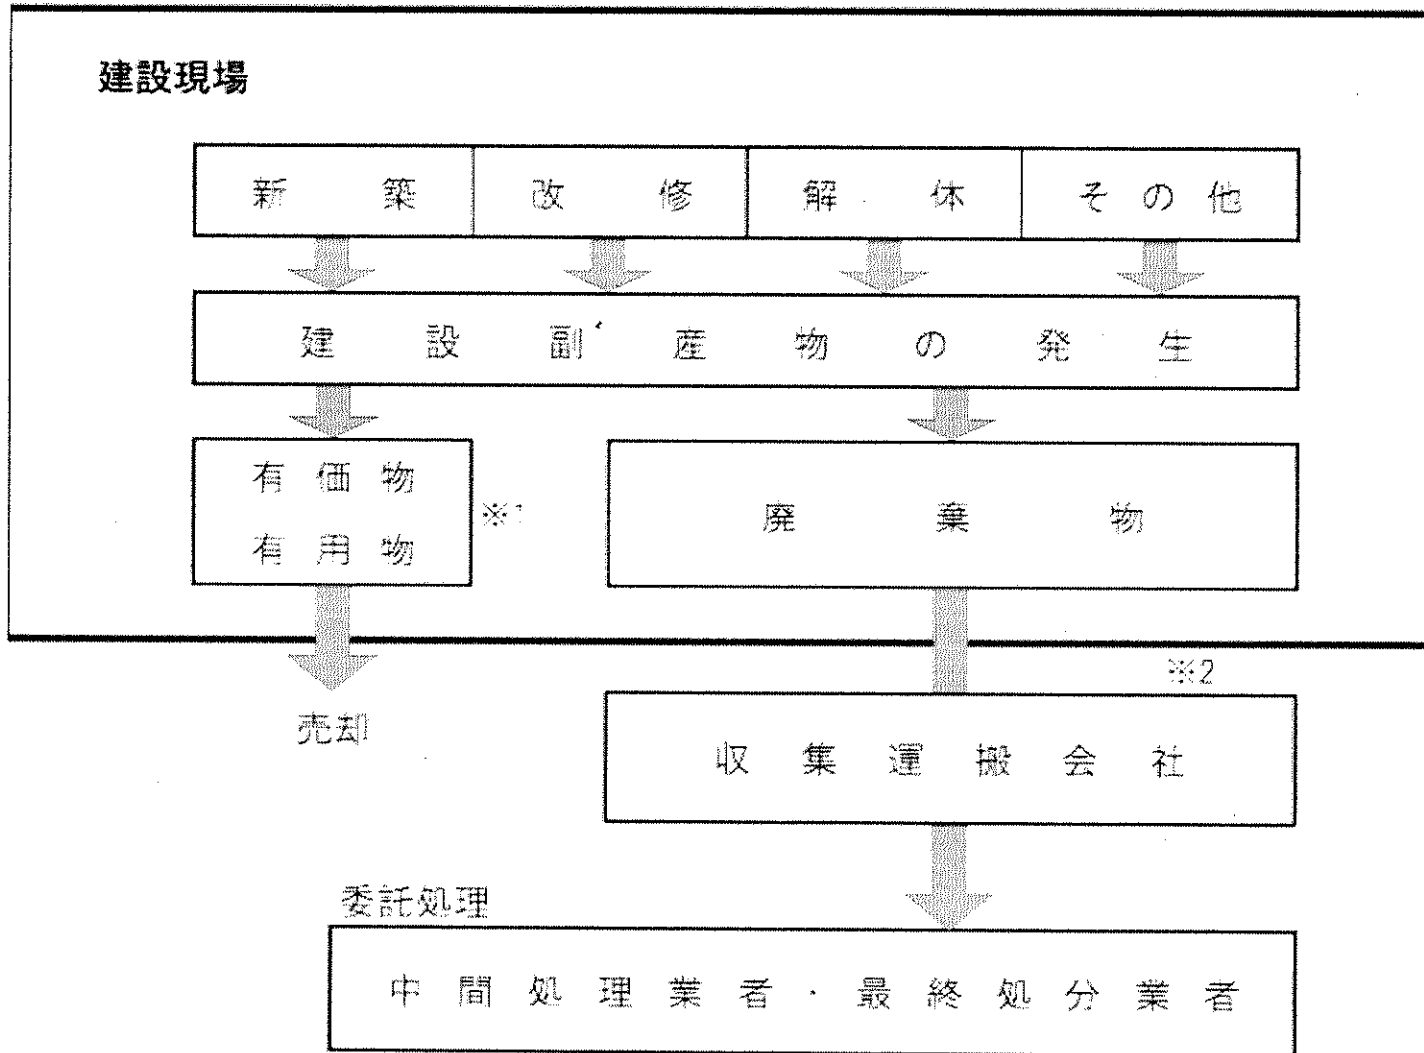 建設現場
新築 改修 解体 その他
建設副産物の発生
有価物
有用物
※1
廃棄物
※2
売却
収集運搬会社
委託処理
中間処理業者・最終処分業者